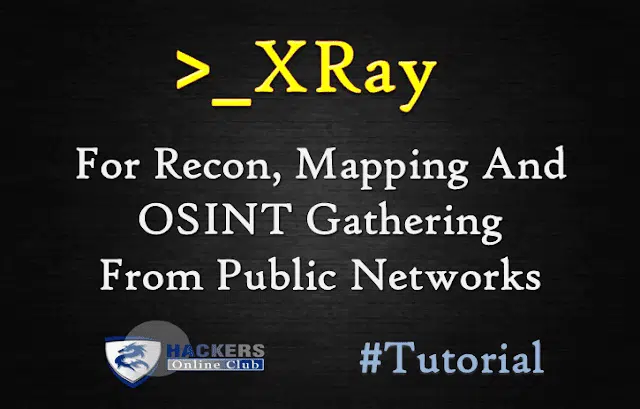 >_XRay
For Recon, Mapping And
OSINT Gathering
From Public Networks
HACKERS
Online Club
#Tutorial